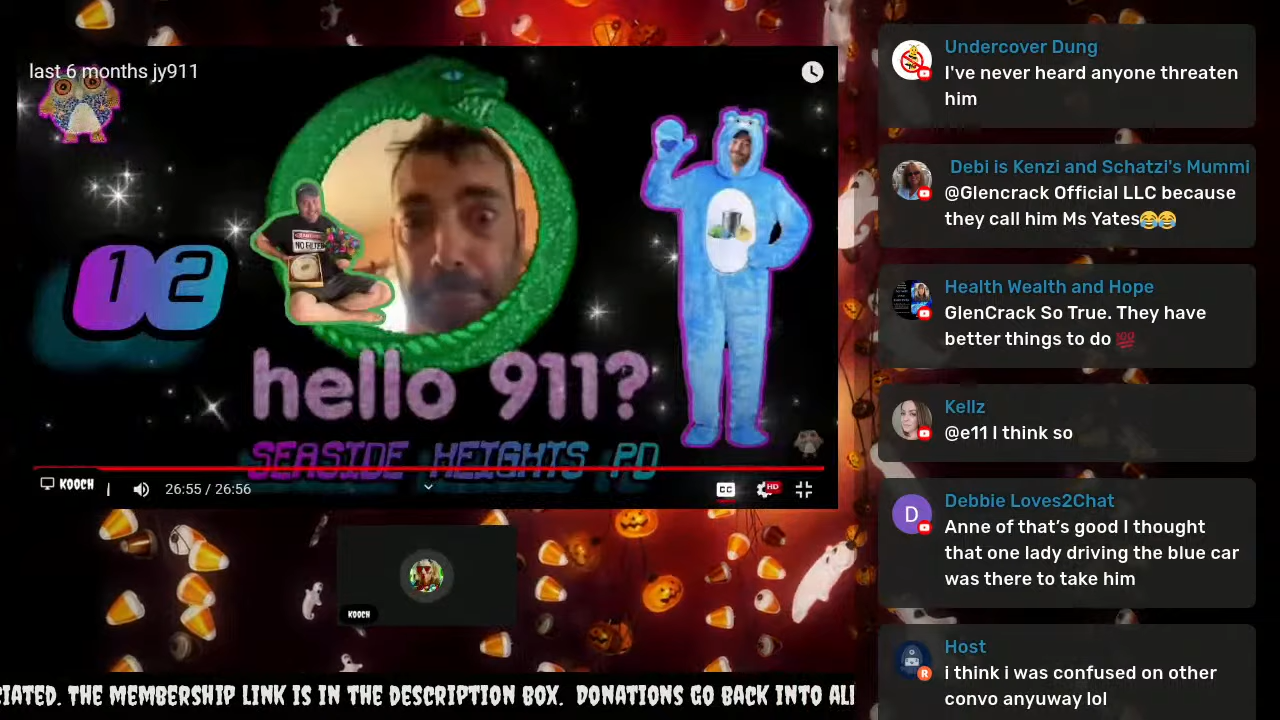 last 6 months jy911
NO FILTER
12
hello 911?
SEASIDE HEIGHTS PD
KOOCH
26:55 / 26:56
CC
HD
KOOCH
CIATED. THE MEMBERSHIP LINK IS IN THE DESCRIPTION BOX. DONATIONS GO BACK INTO ALL
Undercover Dung
I've never heard anyone threaten
him
Debi is Kenzi and Schatzi's Mummi
@Glencrack Official LLC because
they call him Ms Yates😂😂
Health Wealth and Hope
GlenCrack So True. They have
better things to do 💯
Kellz
@e11 I think so
D
Debbie Loves2Chat
Anne of that’s good I thought
that one lady driving the blue car
was there to take him
Host
R
i think i was confused on other
convo anyuway lol